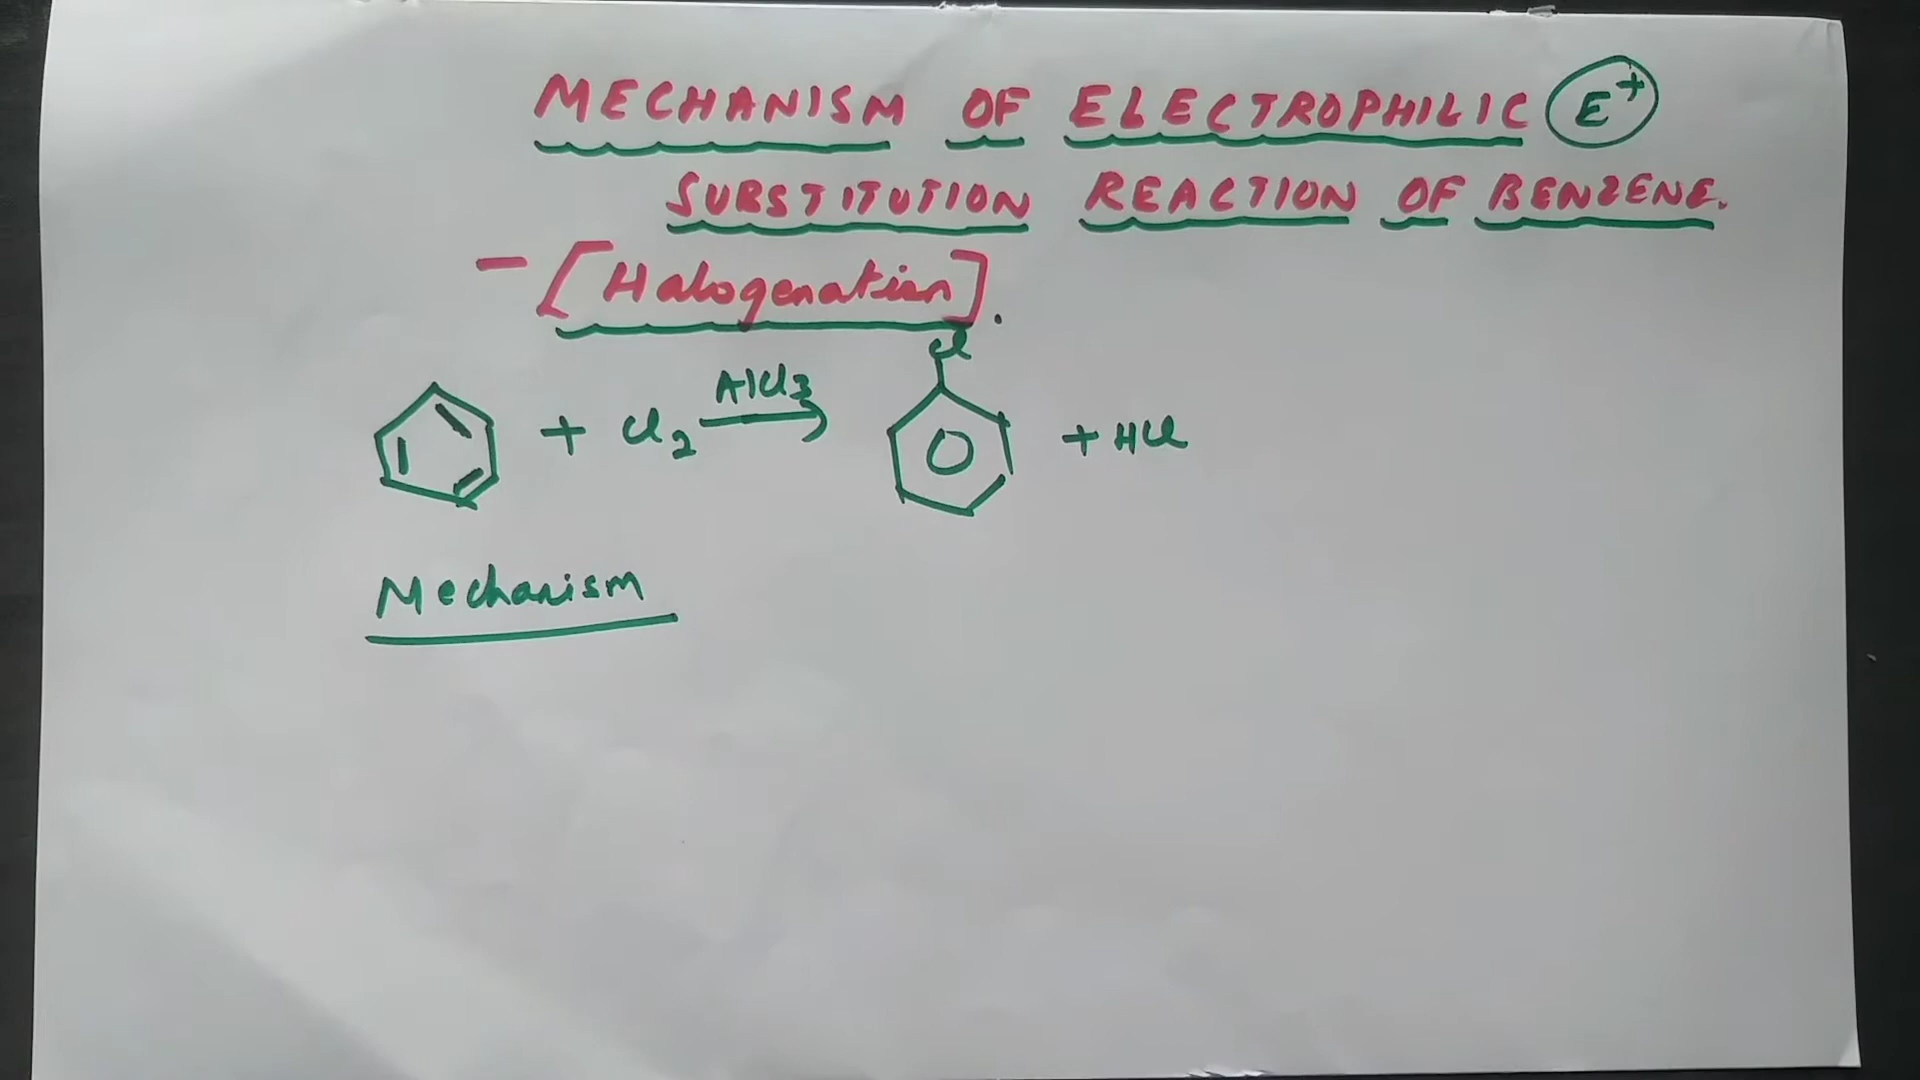 MECHANISM OF ELECTROPHILIC E+
SUBSTITUTION REACTION OF BENZENE.
- [Halogenation].
Cl
+ Cl2 AlCl3 + HCl
Mechanism